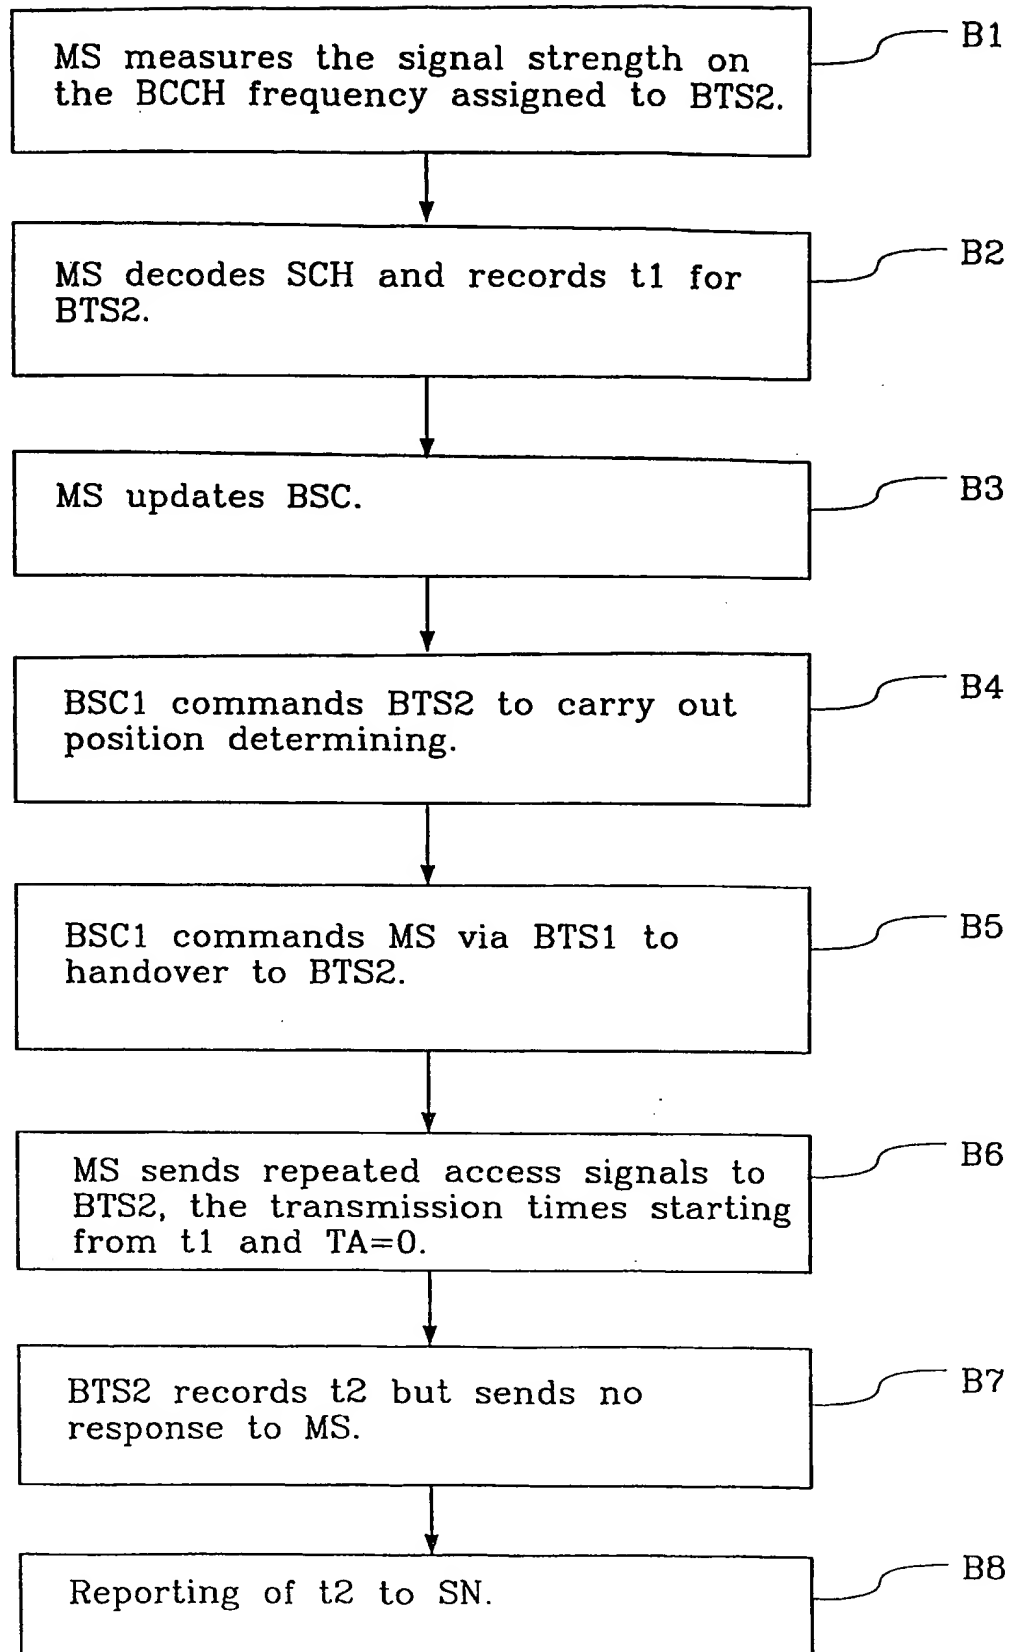 MS measures the signal strength on
the BCCH frequency assigned to BTS2.
B1
MS decodes SCH and records t1 for
BTS2.
B2
MS updates BSC.
B3
BSC1 commands BTS2 to carry out
position determining.
B4
BSC1 commands MS via BTS1 to
handover to BTS2.
B5
MS sends repeated access signals to
BTS2, the transmission times starting
from t1 and TA=0.
B6
BTS2 records t2 but sends no
response to MS.
B7
Reporting of t2 to SN.
B8